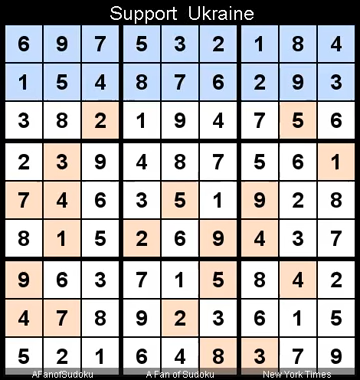 Support Ukraine
6 9 7 5 3 2 1 8 4
1 5 4 8 7 6 2 9 3
3 8 2 1 9 4 7 5 6
2 3 9 4 8 7 5 6 1
7 4 6 3 5 1 9 2 8
8 1 5 2 6 9 4 3 7
9 6 3 7 1 5 8 4 2
4 7 8 9 2 3 6 1 5
5 2 1 6 4 8 3 7 9
AFanofSudoku A Fan of Sudoku New York Times